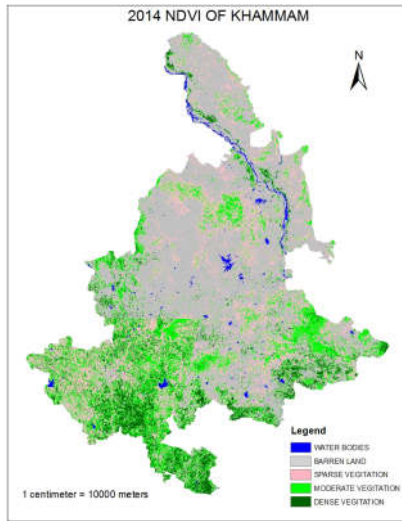 2014 NDVI OF KHAMMAM
N
Legend
WATER BODIES
BARREN LAND
SPARSE VEGITATION
MODERATE VEGITATION
DENSE VEGITATION
1 centimeter = 10000 meters